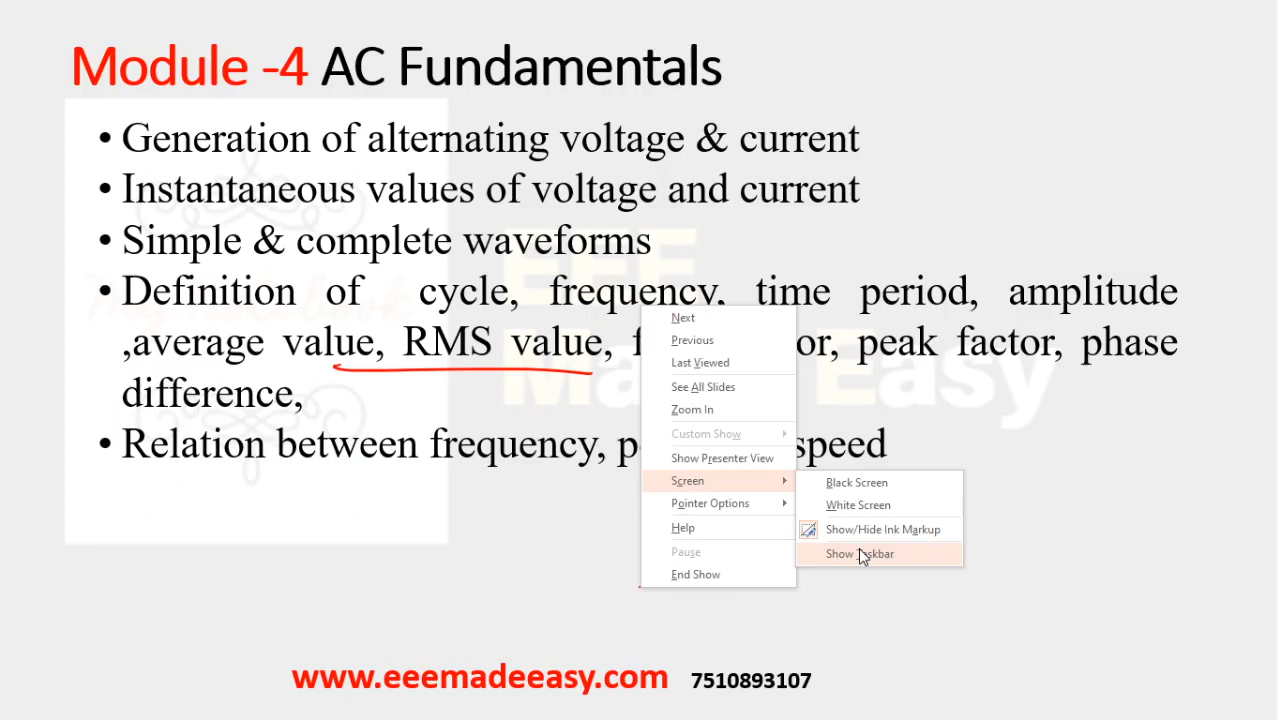 Module -4 AC Fundamentals
• Generation of alternating voltage & current
• Instantaneous values of voltage and current
• Simple & complete waveforms
• Definition of cycle, frequency, time period, amplitude
,average value, RMS value, f or, peak factor, phase
difference,
• Relation between frequency, p speed
EEE
Made Easy
Next
Previous
Last Viewed
See All Slides
Zoom In
Custom Show
Show Presenter View
Screen
Pointer Options
Help
Pause
End Show
Black Screen
White Screen
Show/Hide Ink Markup
Show Taskbar
www.eeemadeeasy.com 7510893107